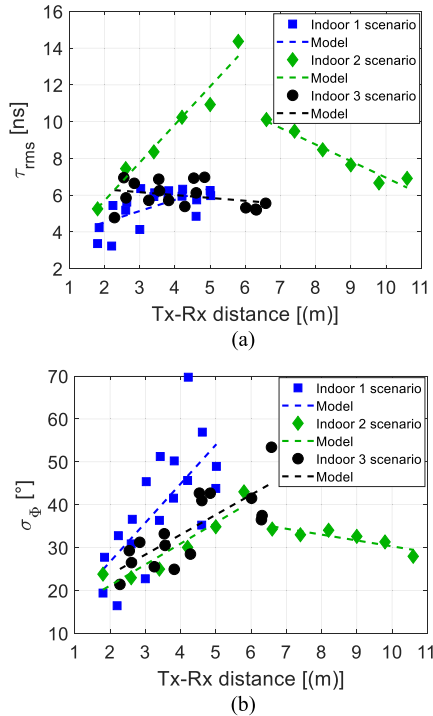 16
14
12
10
8
6
4
2
τrms [ns]
Indoor 1 scenario
Model
Indoor 2 scenario
Model
Indoor 3 scenario
Model
1 2 3 4 5 6 7 8 9 10 11
Tx-Rx distance [(m)]
(a)
70
60
50
40
30
20
10
σΦ [°]
Indoor 1 scenario
Model
Indoor 2 scenario
Model
Indoor 3 scenario
Model
1 2 3 4 5 6 7 8 9 10 11
Tx-Rx distance [(m)]
(b)